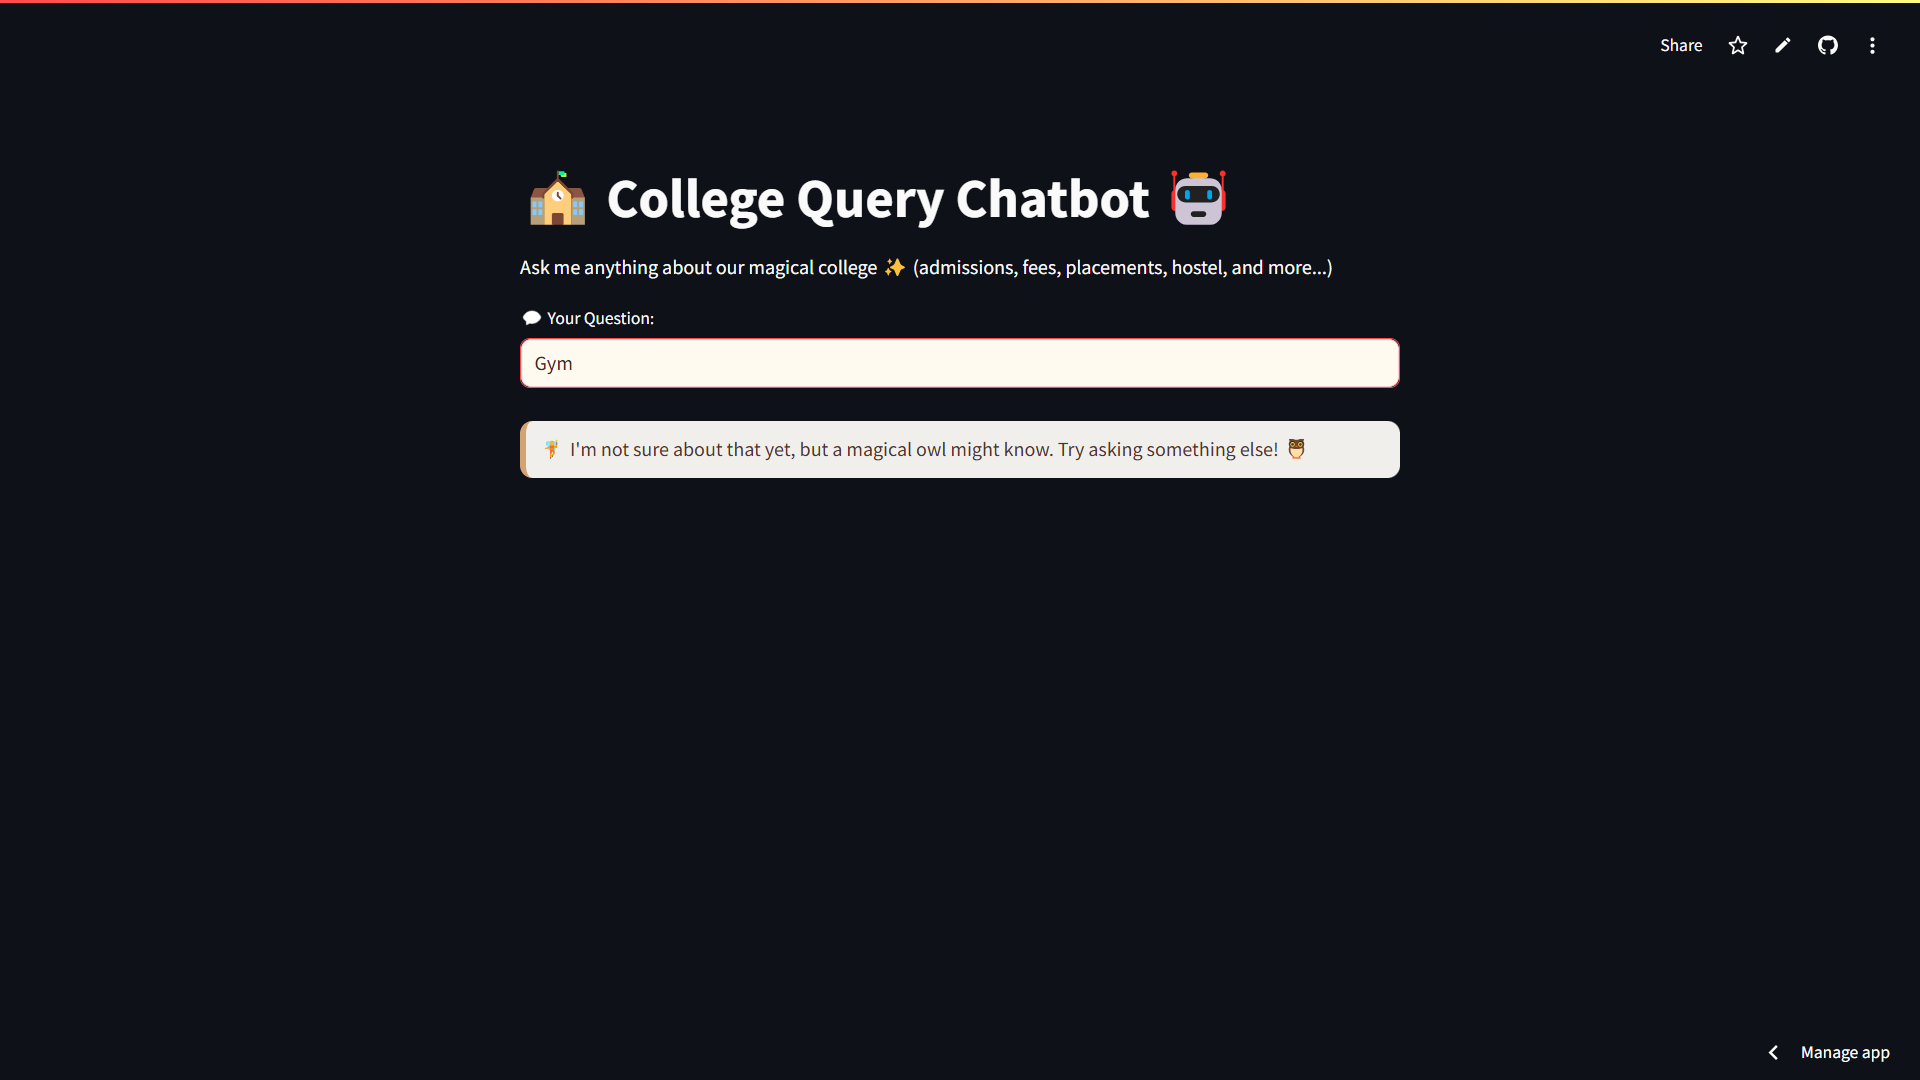 Share
🏫 College Query Chatbot 🤖
Ask me anything about our magical college ✨ (admissions, fees, placements, hostel, and more...)
💬 Your Question:
Gym
🧚 I'm not sure about that yet, but a magical owl might know. Try asking something else! 🦉
Manage app